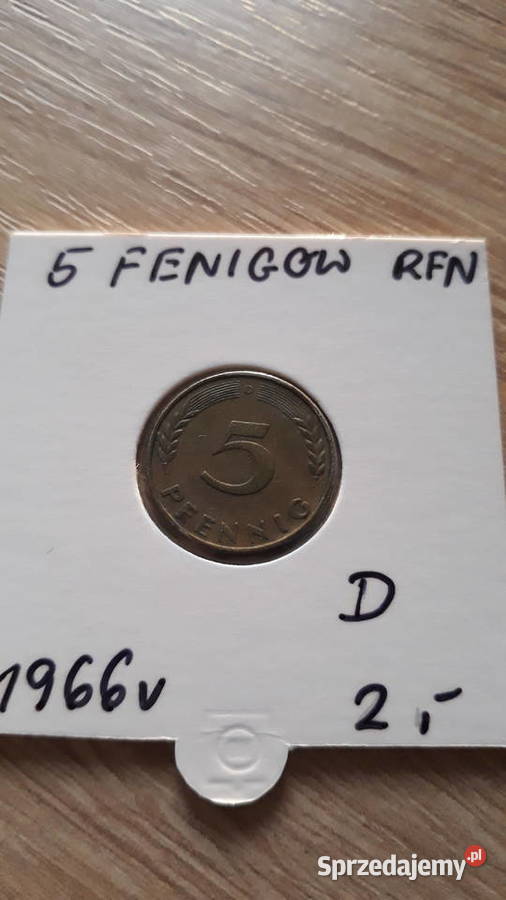 5 FENIGOW RFN
D
5
PFENNIG
D
1966v
2,-
Sprzedajemy.pl